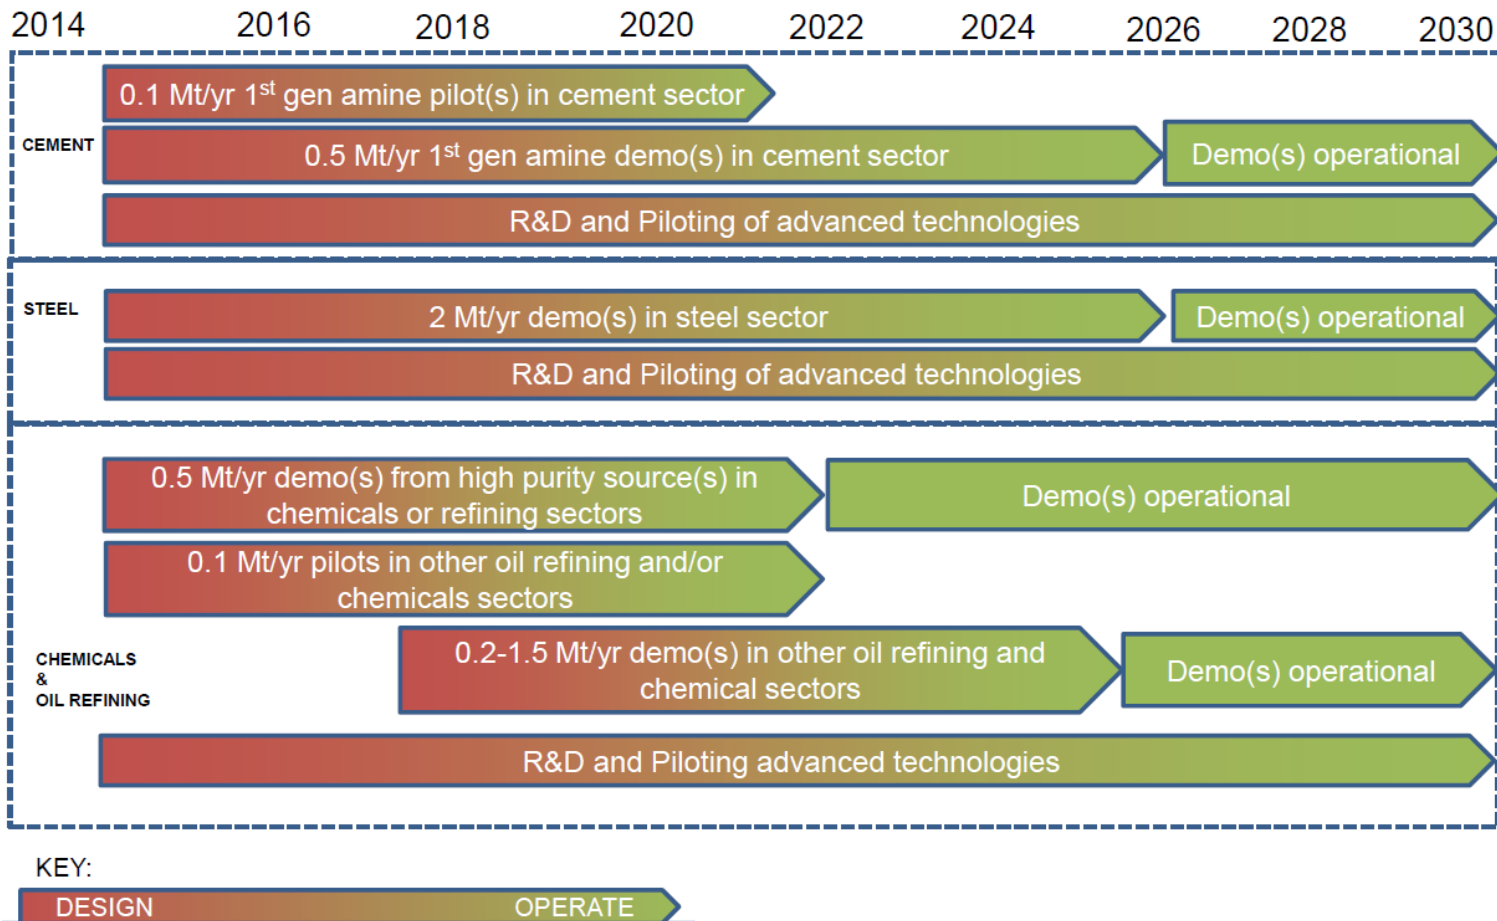 2014 2016 2018 2020 2022 2024 2026 2028 2030
0.1 Mt/yr 1st gen amine pilot(s) in cement sector
CEMENT
0.5 Mt/yr 1st gen amine demo(s) in cement sector
Demo(s) operational
R&D and Piloting of advanced technologies
STEEL
2 Mt/yr demo(s) in steel sector
Demo(s) operational
R&D and Piloting of advanced technologies
0.5 Mt/yr demo(s) from high purity source(s) in
chemicals or refining sectors
Demo(s) operational
0.1 Mt/yr pilots in other oil refining and/or
chemicals sectors
CHEMICALS
&
OIL REFINING
0.2-1.5 Mt/yr demo(s) in other oil refining and
chemical sectors
Demo(s) operational
R&D and Piloting advanced technologies
KEY:
DESIGN OPERATE